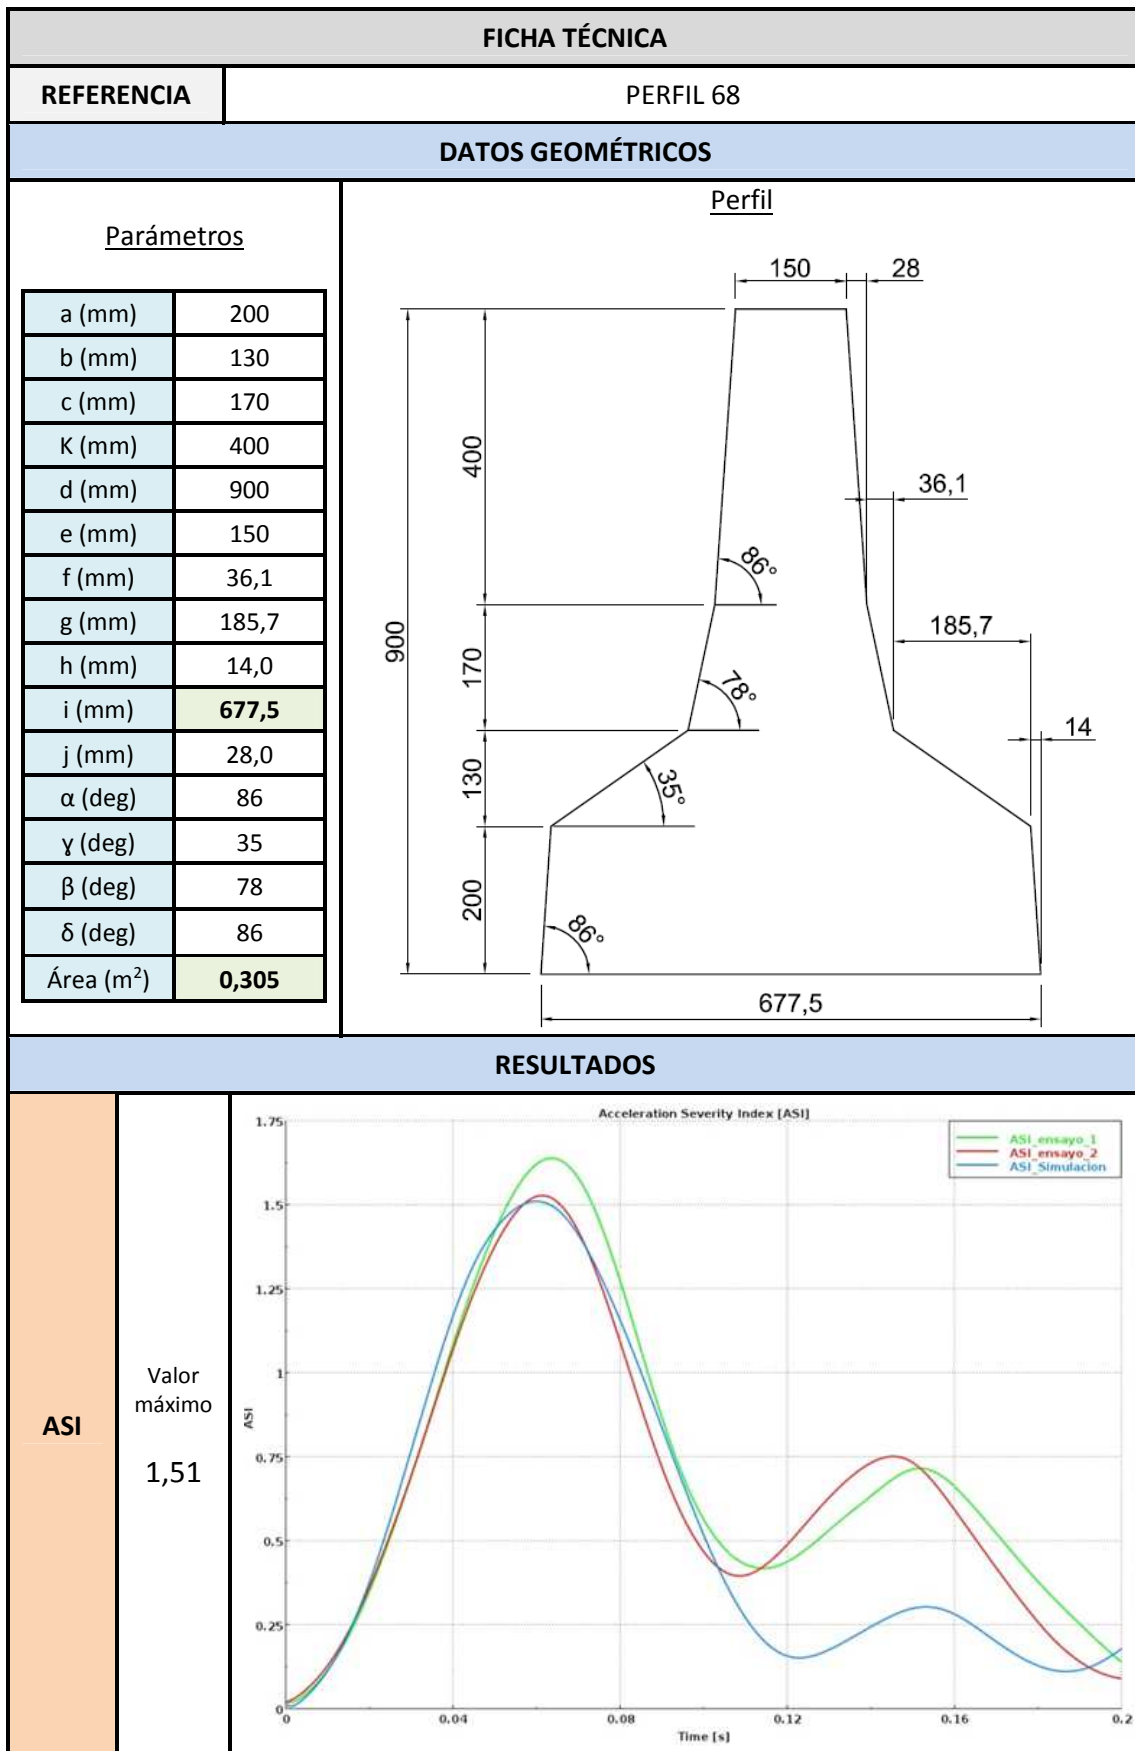 FICHA TÉCNICA
REFERENCIA PERFIL 68
DATOS GEOMÉTRICOS
Parámetros
a (mm) 200
b (mm) 130
c (mm) 170
K (mm) 400
d (mm) 900
e (mm) 150
f (mm) 36,1
g (mm) 185,7
h (mm) 14,0
i (mm) 677,5
j (mm) 28,0
α (deg) 86
γ (deg) 35
β (deg) 78
δ (deg) 86
Área (m²) 0,305
Perfil
150 28
400
36,1
86°
900
185,7
170
78°
14
130
35°
200
86°
677,5
RESULTADOS
ASI
Valor
máximo
1,51
Acceleration Severity Index [ASI]
ASI_ensayo_1
ASI_ensayo_2
ASI_Simulacion
1.75
1.5
1.25
1
0.75
0.5
0.25
0
ASI
0 0.04 0.08 0.12 0.16 0.2
Time [s]